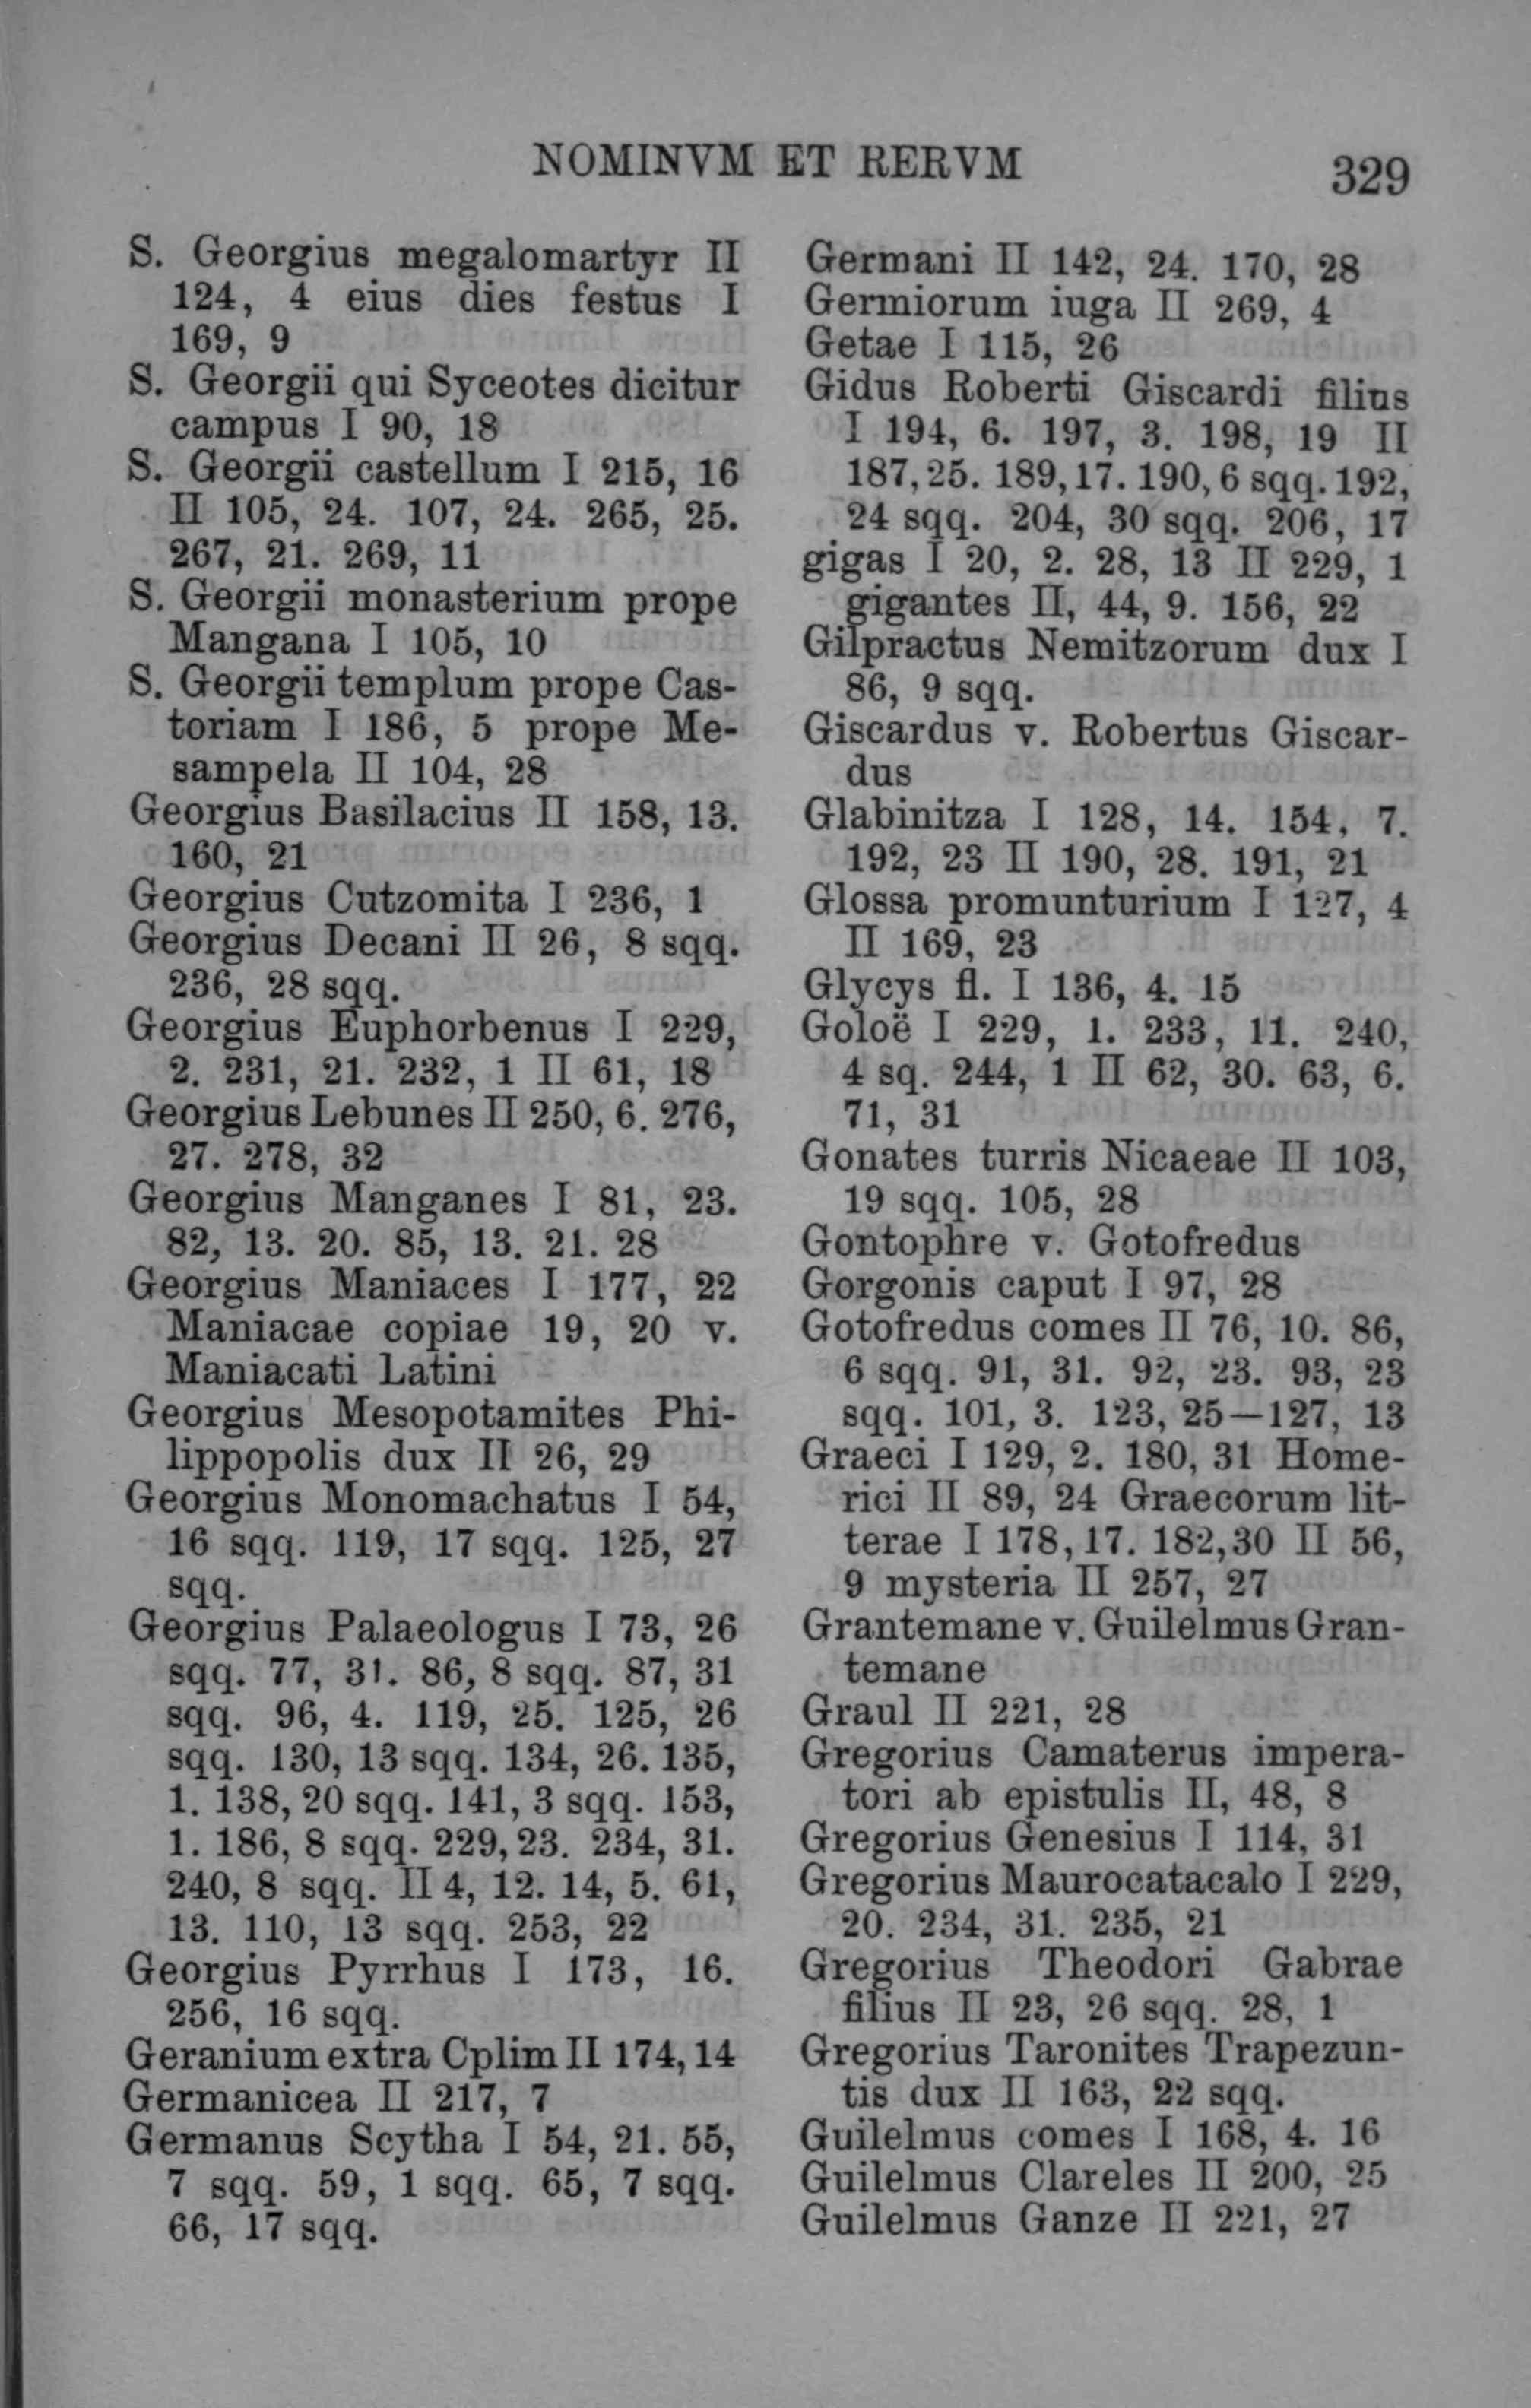 NOMINVM ET RERVM
329
S. Georgius megalomartyr II
124, 4 eius dies festus I
169, 9
S. Georgii qui Syceotes dicitur
campus I 90, 18
S. Georgii castellum I 215, 16
II 105, 24. 107, 24. 265, 25.
267, 21. 269, 11
S. Georgii monasterium prope
Mangana I 105, 10
S. Georgii templum prope Cas-
toriam I 186, 5 prope Me-
sampela II 104, 28
Georgius Basilacius II 158, 13.
160, 21
Georgius Cutzomita I 236, 1
Georgius Decani II 26, 8 sqq.
236, 28 sqq.
Georgius Euphorbenus I 229,
2. 231, 21. 232, 1 II 61, 18
Georgius Lebunes II 250, 6. 276,
27. 278, 32
Georgius Manganes I 81, 23.
82, 13. 20. 85, 13. 21. 28
Georgius Maniaces I 177, 22
Maniacae copiae 19, 20 v.
Maniacati Latini
Georgius Mesopotamites Phi-
lippopolis dux II 26, 29
Georgius Monomachatus I 54,
16 sqq. 119, 17 sqq. 125, 27
sqq.
Georgius Palaeologus I 73, 26
sqq. 77, 31. 86, 8 sqq. 87, 31
sqq. 96, 4. 119, 25. 125, 26
sqq. 130, 13 sqq. 134, 26. 135,
1. 138, 20 sqq. 141, 3 sqq. 153,
1. 186, 8 sqq. 229, 23. 234, 31.
240, 8 sqq. II 4, 12. 14, 5. 61,
13. 110, 13 sqq. 253, 22
Georgius Pyrrhus I 173, 16.
256, 16 sqq.
Geranium extra Cplim II 174, 14
Germanicea II 217, 7
Germanus Scytha I 54, 21. 55,
7 sqq. 59, 1 sqq. 65, 7 sqq.
66, 17 sqq.
Germani II 142, 24. 170, 28
Germiorum iuga II 269, 4
Getae I 115, 26
Gidus Roberti Giscardi filius
I 194, 6. 197, 3. 198, 19 II
187, 25. 189, 17. 190, 6 sqq. 192,
24 sqq. 204, 30 sqq. 206, 17
gigas I 20, 2. 28, 13 II 229, 1
gigantes II, 44, 9. 156, 22
Gilpractus Nemitzorum dux I
86, 9 sqq.
Giscardus v. Robertus Giscar-
dus
Glabinitza I 128, 14. 154, 7.
192, 23 II 190, 28. 191, 21
Glossa promunturium I 127, 4
II 169, 23
Glycys fl. I 136, 4. 15
Goloë I 229, 1. 233, 11. 240,
4 sq. 244, 1 II 62, 30. 63, 6.
71, 31
Gonates turris Nicaeae II 103,
19 sqq. 105, 28
Gontophre v. Gotofredus
Gorgonis caput I 97, 28
Gotofredus comes II 76, 10. 86,
6 sqq. 91, 31. 92, 23. 93, 23
sqq. 101, 3. 123, 25—127, 13
Graeci I 129, 2. 180, 31 Home-
rici II 89, 24 Graecorum lit-
terae I 178, 17. 182, 30 II 56,
9 mysteria II 257, 27
Grantemane v. Guilelmus Gran-
temane
Graul II 221, 28
Gregorius Camaterus impera-
tori ab epistulis II, 48, 8
Gregorius Genesius I 114, 31
Gregorius Maurocatacalo I 229,
20. 234, 31. 235, 21
Gregorius Theodori Gabrae
filius II 23, 26 sqq. 28, 1
Gregorius Taronites Trapezun-
tis dux II 163, 22 sqq.
Guilelmus comes I 168, 4. 16
Guilelmus Clareles II 200, 25
Guilelmus Ganze II 221, 27